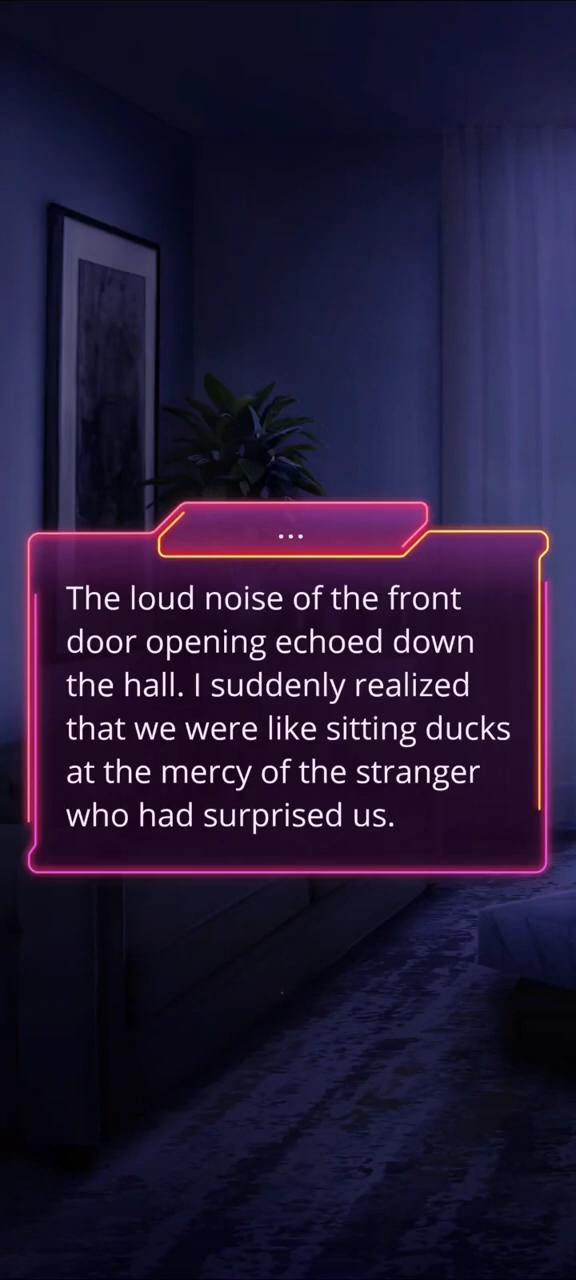 ...
The loud noise of the front
door opening echoed down
the hall. I suddenly realized
that we were like sitting ducks
at the mercy of the stranger
who had surprised us.